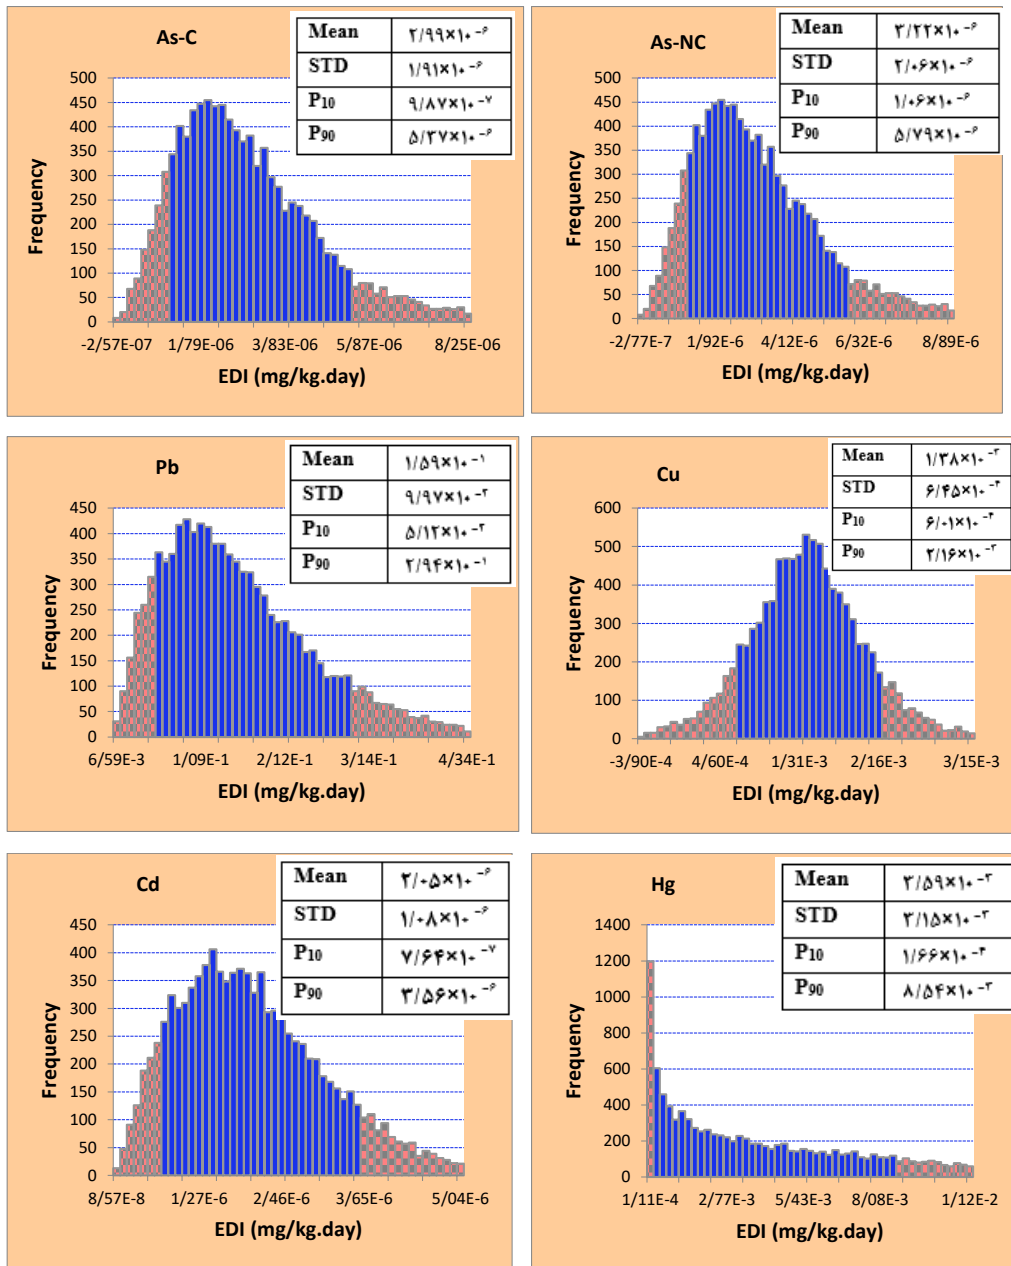 As-C
Mean ۲/۹۹×۱۰⁻۶
STD ۱/۹۱×۱۰⁻۶
P10 ۹/۸۷×۱۰⁻۷
P90 ۵/۳۷×۱۰⁻۶
Frequency
500
450
400
350
300
250
200
150
100
50
0
-2/57E-07 1/79E-06 3/83E-06 5/87E-06 8/25E-06
EDI (mg/kg.day)
As-NC
Mean ۳/۲۲×۱۰⁻۶
STD ۲/۰۶×۱۰⁻۶
P10 ۱/۰۶×۱۰⁻۶
P90 ۵/۷۹×۱۰⁻۶
Frequency
500
450
400
350
300
250
200
150
100
50
0
-2/77E-7 1/92E-6 4/12E-6 6/32E-6 8/89E-6
EDI (mg/kg.day)
Pb
Mean ۱/۵۹×۱۰⁻۱
STD ۹/۹۷×۱۰⁻۲
P10 ۵/۱۲×۱۰⁻۲
P90 ۲/۹۴×۱۰⁻۱
Frequency
450
400
350
300
250
200
150
100
50
0
6/59E-3 1/09E-1 2/12E-1 3/14E-1 4/34E-1
EDI (mg/kg.day)
Cu
Mean ۱/۳۸×۱۰⁻۳
STD ۶/۴۵×۱۰⁻۴
P10 ۶/۰۱×۱۰⁻۴
P90 ۲/۱۶×۱۰⁻۳
Frequency
600
500
400
300
200
100
0
-3/90E-4 4/60E-4 1/31E-3 2/16E-3 3/15E-3
EDI (mg/kg.day)
Cd
Mean ۲/۰۵×۱۰⁻۶
STD ۱/۰۸×۱۰⁻۶
P10 ۷/۶۴×۱۰⁻۷
P90 ۳/۵۶×۱۰⁻۶
Frequency
450
400
350
300
250
200
150
100
50
0
8/57E-8 1/27E-6 2/46E-6 3/65E-6 5/04E-6
EDI (mg/kg.day)
Hg
Mean ۳/۵۹×۱۰⁻۳
STD ۳/۱۵×۱۰⁻۳
P10 ۱/۶۶×۱۰⁻۴
P90 ۸/۵۴×۱۰⁻۳
Frequency
1400
1200
1000
800
600
400
200
0
1/11E-4 2/77E-3 5/43E-3 8/08E-3 1/12E-2
EDI (mg/kg.day)